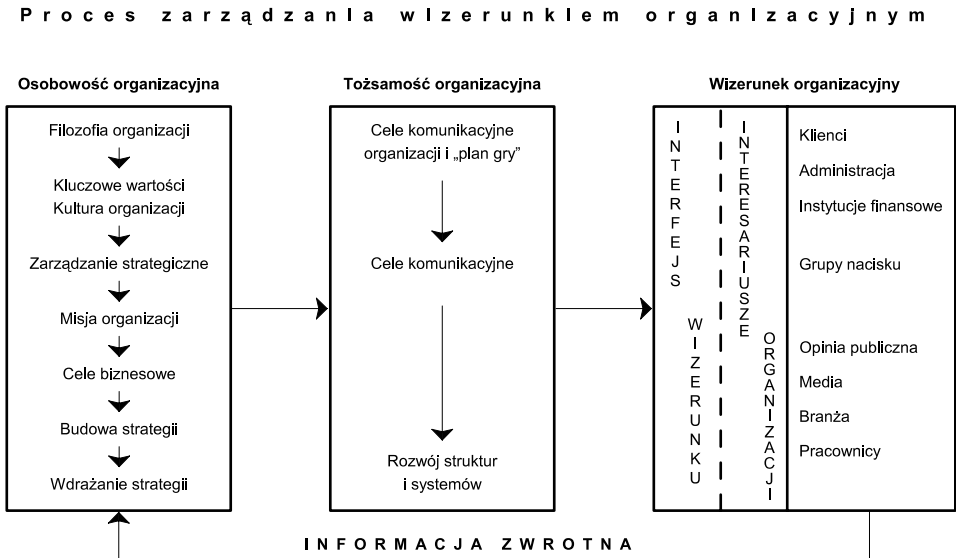 Proces zarządzania wizerunkiem organizacyjnym
Osobowość organizacyjna
Filozofia organizacji
Kluczowe wartości
Kultura organizacji
Zarządzanie strategiczne
Misja organizacji
Cele biznesowe
Budowa strategii
Wdrażanie strategii
Tożsamość organizacyjna
Cele komunikacyjne
organizacji i „plan gry”
Cele komunikacyjne
Rozwój struktur
i systemów
Wizerunek organizacyjny
INTERFEJS
WIZERUNKU
INTERESARIUSZE
ORGANIZACJI
Klienci
Administracja
Instytucje finansowe
Grupy nacisku
Opinia publiczna
Media
Branża
Pracownicy
INFORMACJA ZWROTNA